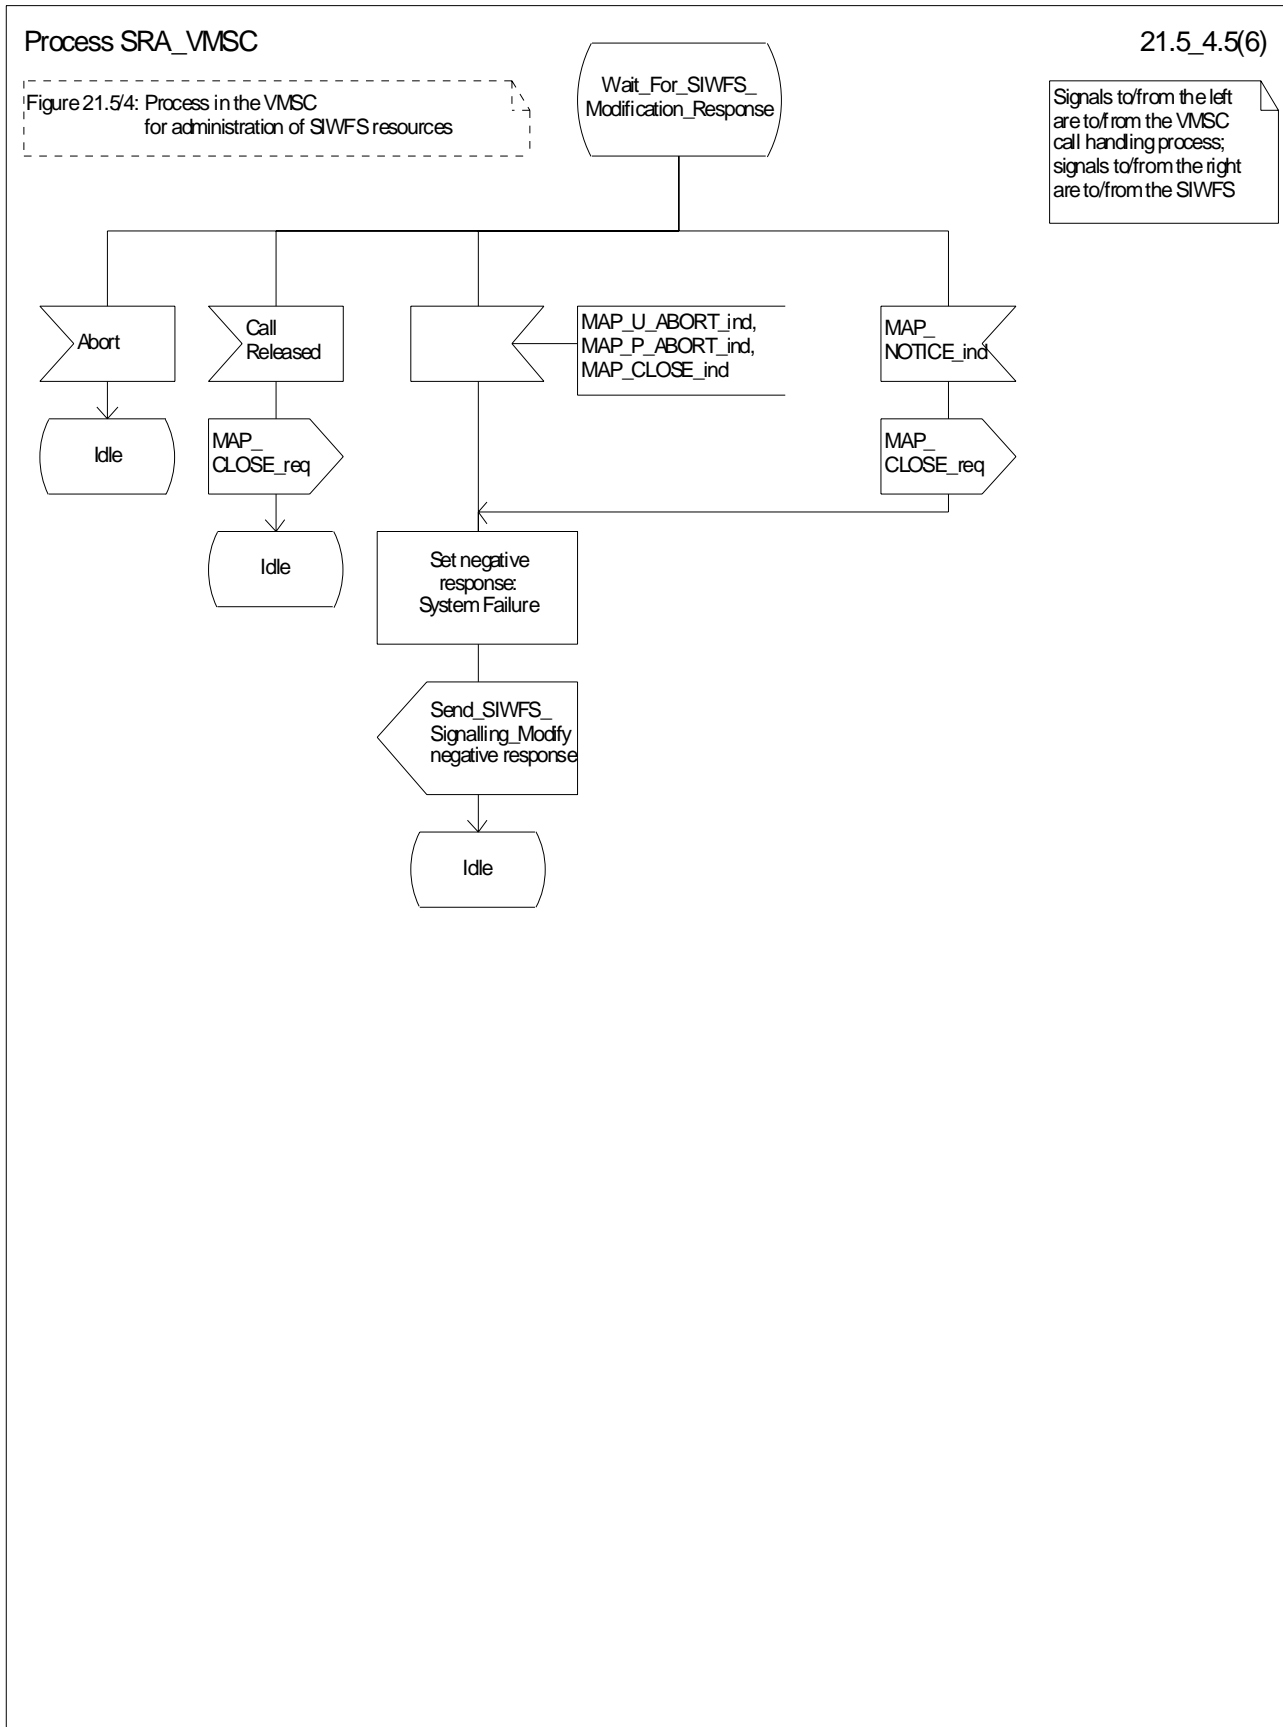 Process SRA_VMSC
21.5_4.5(6)
Figure 21.5/4: Process in the VMSC
for administration of SIWFS resources
Wait_For_SIWFS_
Modification_Response
Signals to/from the left
are to/from the VMSC
call handling process;
signals to/from the right
are to/from the SIWFS
Abort
Call
Released
MAP_U_ABORT_ind,
MAP_P_ABORT_ind,
MAP_CLOSE_ind
MAP_
NOTICE_ind
Idle
MAP_
CLOSE_req
MAP_
CLOSE_req
Idle
Set negative
response:
System Failure
Send_SIWFS_
Signalling_Modify
negative response
Idle